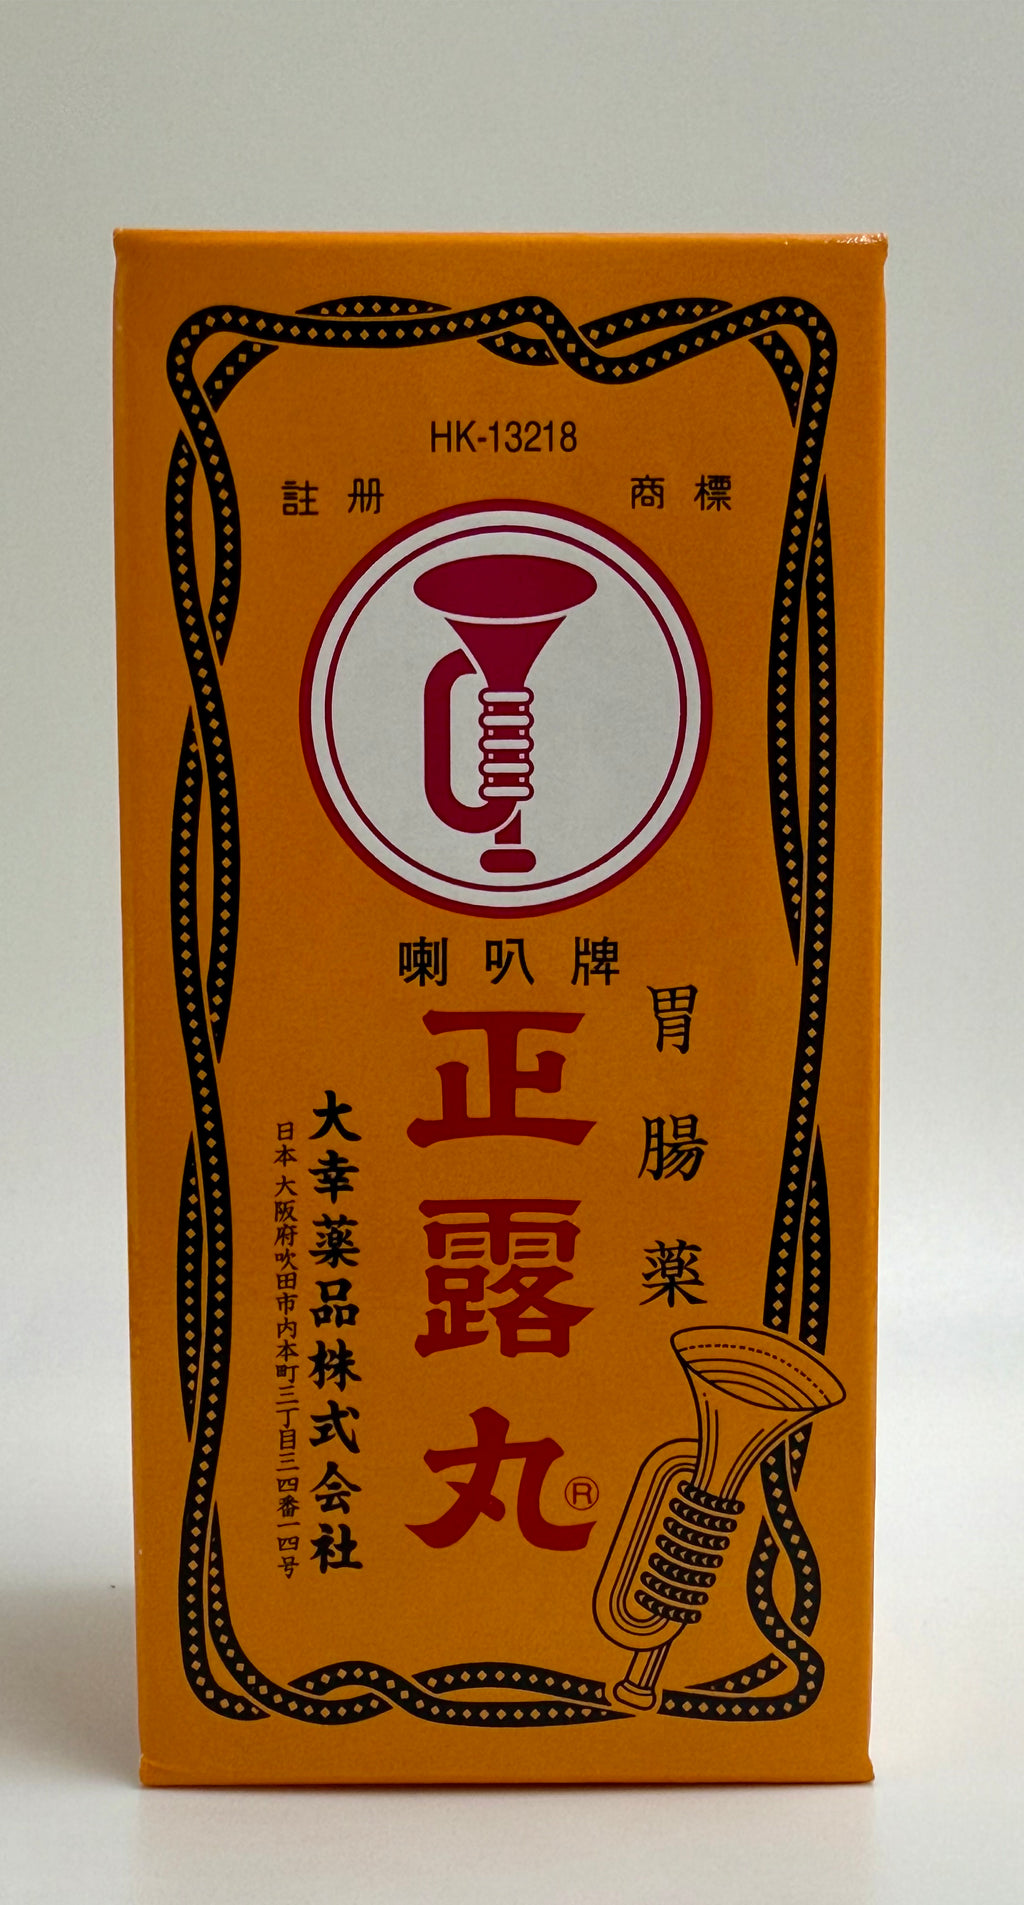 HK-13218
註册 商標
喇叭牌
胃腸薬
正露丸®
大幸薬品株式会社
日本 大阪府吹田市内本町三丁目三四番一四号